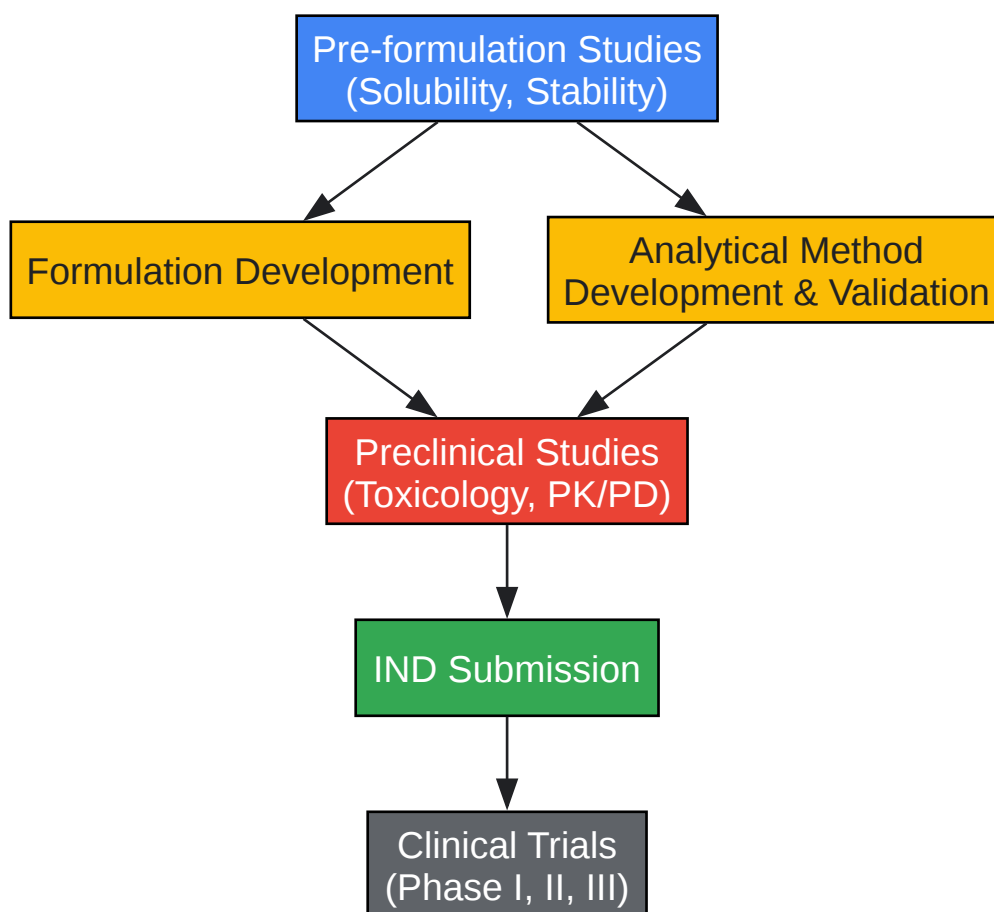 Pre-formulation Studies
(Solubility, Stability)
Formulation Development
Analytical Method
Development & Validation
Preclinical Studies
(Toxicology, PK/PD)
IND Submission
Clinical Trials
(Phase I, II, III)